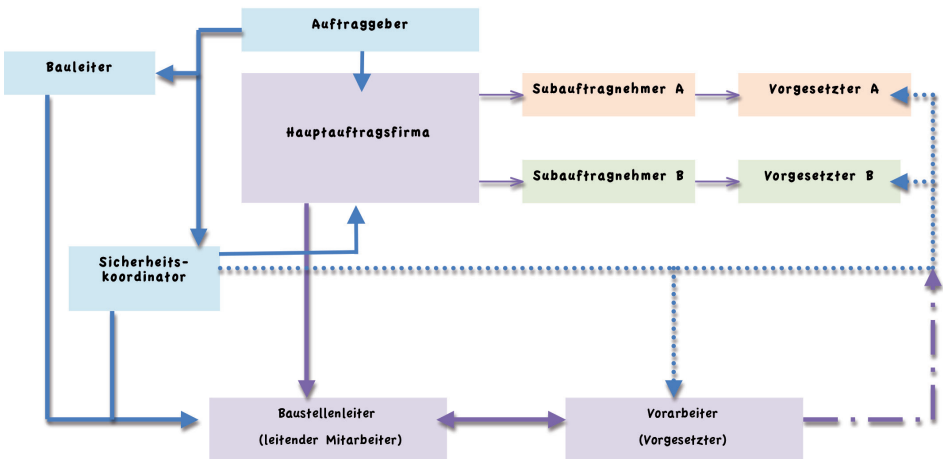 Auftraggeber
Bauleiter
Hauptauftragsfirma
Subauftragnehmer A
Vorgesetzter A
Subauftragnehmer B
Vorgesetzter B
Sicherheits-
koordinator
Baustellenleiter
(leitender Mitarbeiter)
Vorarbeiter
(Vorgesetzter)